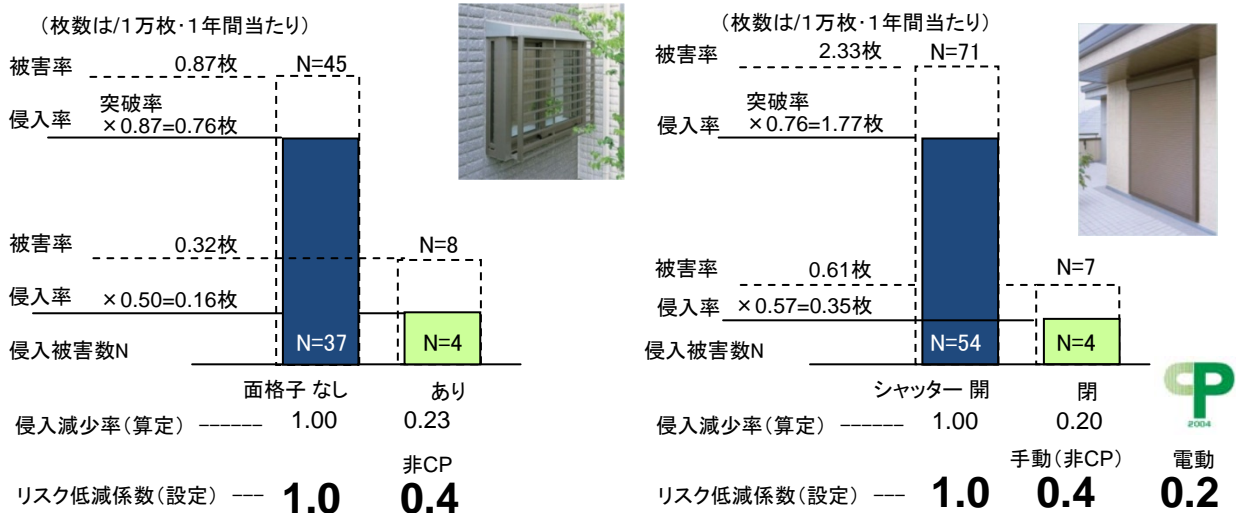 (枚数は/1万枚・1年間当たり)
被害率 0.87枚 N=45
突破率
侵入率 ×0.87=0.76枚
被害率 0.32枚 N=8
侵入率 ×0.50=0.16枚
侵入被害数N N=37 N=4
面格子 なし あり
侵入減少率(算定) ------ 1.00 0.23
非CP
リスク低減係数(設定) --- 1.0 0.4
(枚数は/1万枚・1年間当たり)
被害率 2.33枚 N=71
突破率
侵入率 ×0.76=1.77枚
被害率 0.61枚 N=7
侵入率 ×0.57=0.35枚
侵入被害数N N=54 N=4
シャッター 開 閉
侵入減少率(算定) ------ 1.00 0.20
CP
2004
手動(非CP) 電動
リスク低減係数(設定) --- 1.0 0.4 0.2